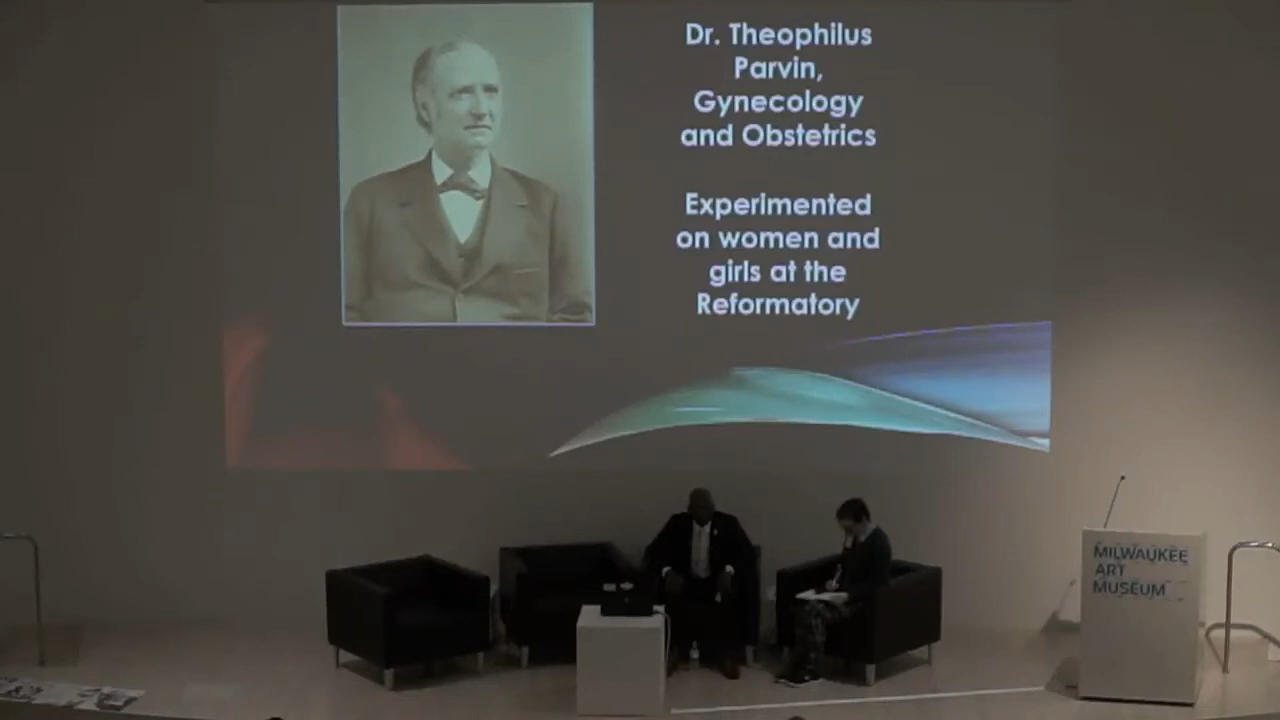 Dr. Theophilus
Parvin,
Gynecology
and Obstetrics
Experimented
on women and
girls at the
Reformatory
MILWAUKEE
ART
MUSEUM